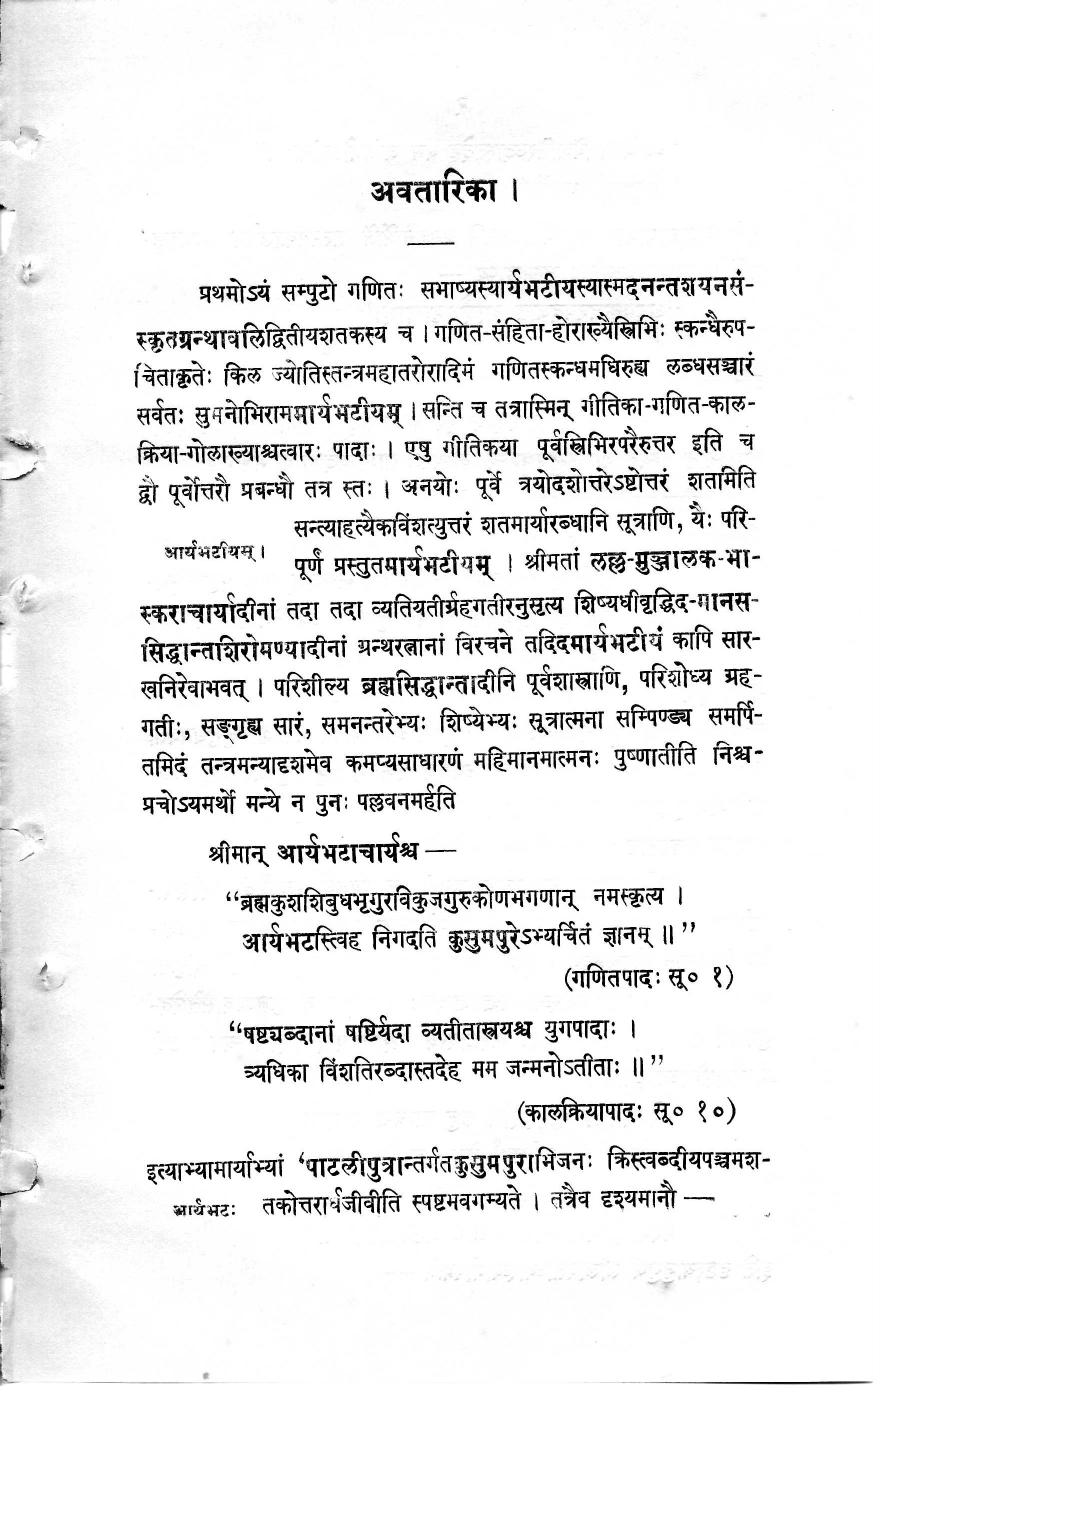 अवतारिका ।
प्रथमोऽयं सम्पुटो गणितः सभाष्यस्यार्यभटीयस्यास्मदनन्तशयनसं-
स्कृतग्रन्थावलिद्वितीयशतकस्य च । गणित-संहिता-होराख्यैस्त्रिभिः स्कन्धैरुप-
चिताकृतेः किल ज्योतिस्तन्त्रमहातरोरादिमं गणितस्कन्धमधिरुह्य लब्धसञ्चारं
सर्वतः सुमनोभिराममार्यभटीयम् । सन्ति च तत्रास्मिन् गीतिका-गणित-काल-
क्रिया-गोलाख्याश्चत्वारः पादाः । एषु गीतिकया पूर्वस्त्रिभिरपरैरुत्तर इति च
द्वौ पूर्वोत्तरौ प्रबन्धौ तत्र स्तः । अनयोः पूर्वे त्रयोदशोत्तरेऽष्टोत्तरं शतमिति
सन्त्याहत्यैकविंशत्युत्तरं शतमार्यारब्धानि सूत्राणि, यैः परि-
आर्यभटीयम् ।
पूर्णं प्रस्तुतमार्यभटीयम् । श्रीमतां लल्ल-मुञ्जालक-भा-
स्कराचार्यादीनां तदा तदा व्यतियतीर्ग्रहगतीरनुसृत्य शिष्यधीवृद्धिद-मानस-
सिद्धान्तशिरोमण्यादीनां ग्रन्थरत्नानां विरचने तदिदमार्यभटीयं कापि सार-
खनिरेवाभवत् । परिशील्य ब्रह्मसिद्धान्तादीनि पूर्वशास्त्राणि, परिशोध्य ग्रह-
गतीः, सङ्गृह्य सारं, समनन्तरेभ्यः शिष्येभ्यः सूत्रात्मना सम्पिण्ड्य समर्पि-
तमिदं तन्त्रमन्यादृशमेव कमप्यसाधारणं महिमानमात्मनः पुष्णातीति निश्च-
प्रचोऽयमर्थो मन्ये न पुनः पल्लवनमर्हति
श्रीमान् आर्यभटाचार्यश्च —
“ब्रह्मकुशशिबुधभृगुरविकुजगुरुकोणभगणान् नमस्कृत्य ।
आर्यभटस्त्विह निगदति कुसुमपुरेऽभ्यर्चितं ज्ञानम् ॥”
(गणितपादः सू० १)
“षष्ट्यब्दानां षष्टिर्यदा व्यतीतास्त्रयश्च युगपादाः ।
त्र्यधिका विंशतिरब्दास्तदेह मम जन्मनोऽतीताः ॥”
(कालक्रियापादः सू० १०)
इत्याभ्यामार्याभ्यां ‘पाटलीपुत्रान्तर्गतकुसुमपुराभिजनः क्रिस्त्वब्दीयपञ्चमश-
आर्यभटः
तकोत्तरार्धजीवीति स्पष्टमवगम्यते । तत्रैव दृश्यमानौ —